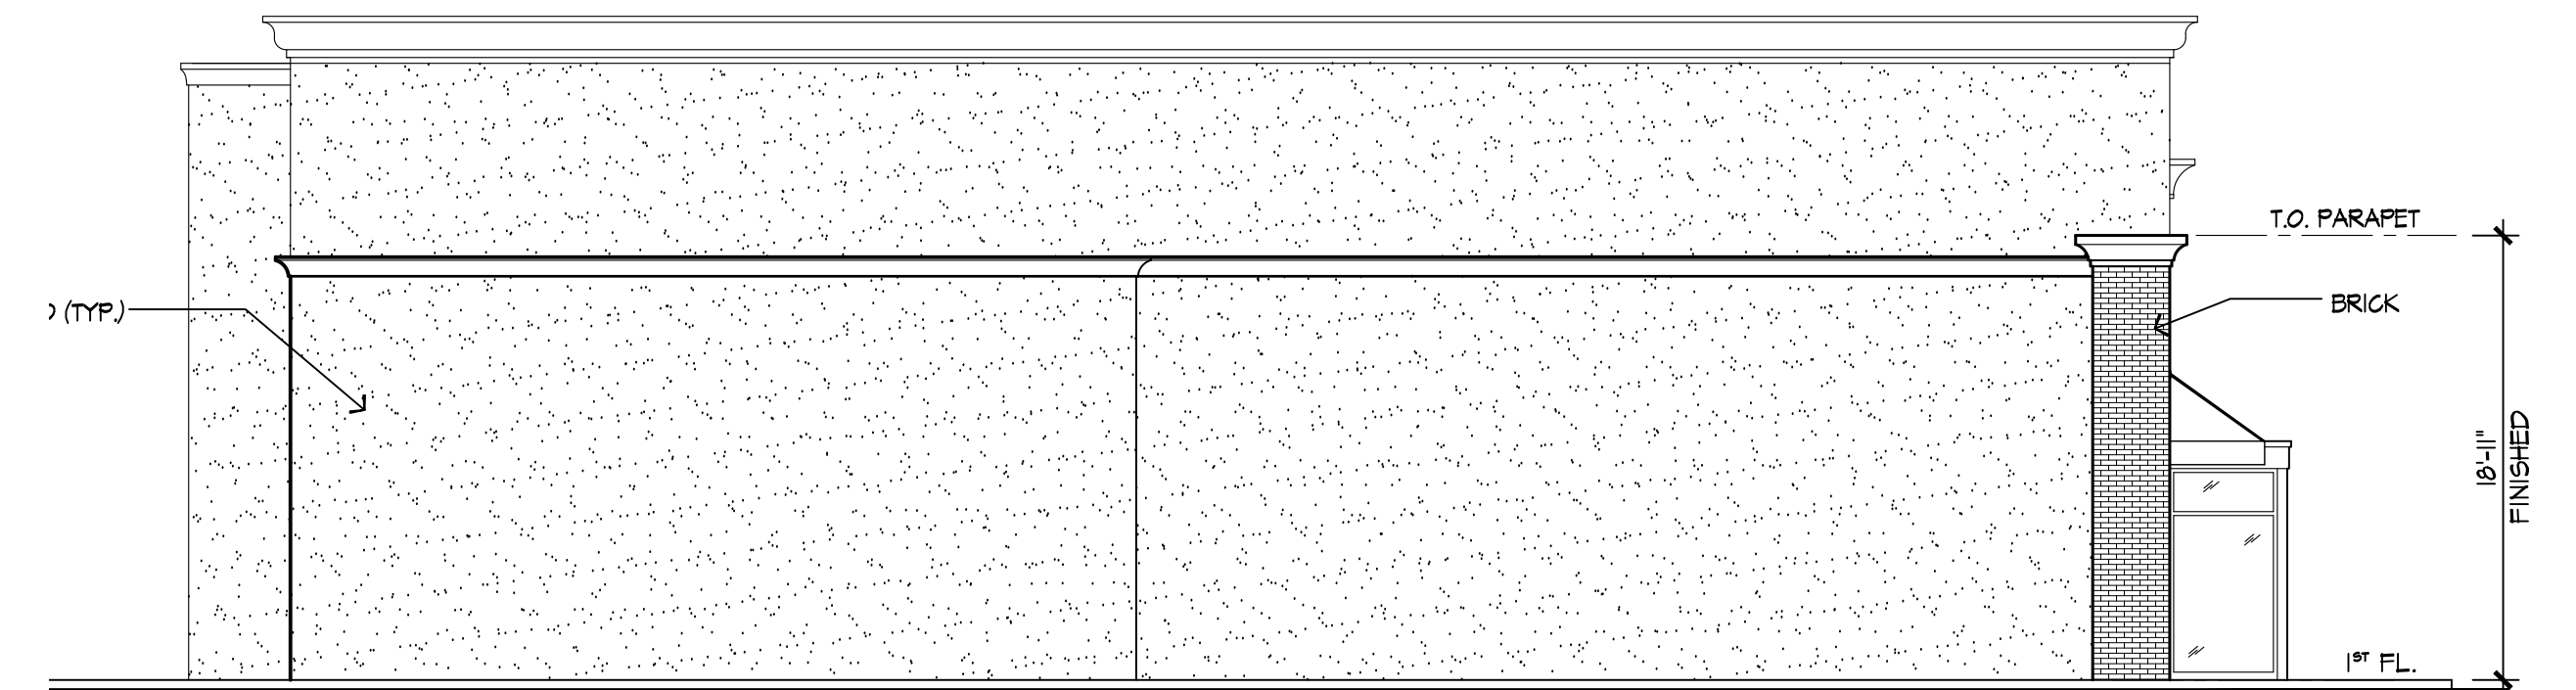 T.O. PARAPET
(TYP.)
BRICK
18'-11"
FINISHED
1ST FL.